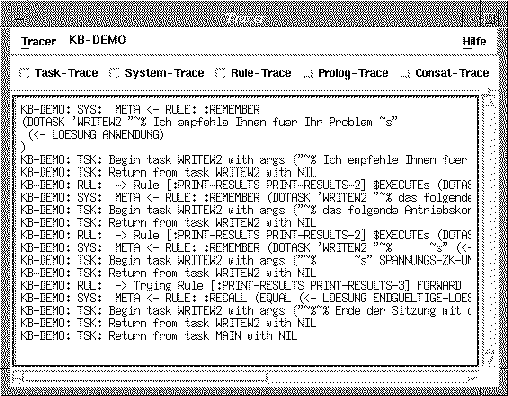 Tracer
Tracer KB-DEMO Hilfe
Task-Trace System-Trace Rule-Trace Prolog-Trace Consat-Trace
KB-DEMO: SYS:  META <- RULE: :REMEMBER
(DOTASK 'WRITEW2 "~% Ich empfehle Ihnen fuer Ihr Problem ~s"
(<- LOESUNG ANWENDUNG)
)
KB-DEMO: TSK: Begin task WRITEW2 with args ("~% Ich empfehle Ihnen fuer
KB-DEMO: TSK: Return from task WRITEW2 with NIL
KB-DEMO: RUL:  -> Rule [:PRINT-RESULTS PRINT-RESULTS-2] $EXECUTEs (DOTAS
KB-DEMO: SYS:  META <- RULE: :REMEMBER (DOTASK 'WRITEW2 "~% das folgende
KB-DEMO: TSK: Begin task WRITEW2 with args ("~% das folgende Antriebskon
KB-DEMO: TSK: Return from task WRITEW2 with NIL
KB-DEMO: RUL:  -> Rule [:PRINT-RESULTS PRINT-RESULTS-2] $EXECUTEs (DOTAS
KB-DEMO: SYS:  META <- RULE: :REMEMBER (DOTASK 'WRITEW2 "~%      ~s" (<-
KB-DEMO: TSK: Begin task WRITEW2 with args ("~%      ~s" SPANNUNGS-ZK-UM
KB-DEMO: TSK: Return from task WRITEW2 with NIL
KB-DEMO: RUL:  -> Trying Rule [:PRINT-RESULTS PRINT-RESULTS-3] FORWARD
KB-DEMO: SYS:  META <- RULE: :RECALL (EQUAL (<- LOESUNG ENDGUELTIGE-LOES
KB-DEMO: TSK: Begin task WRITEW2 with args ("~%~% Ende der Sitzung mit d
KB-DEMO: TSK: Return from task WRITEW2 with NIL
KB-DEMO: TSK: Return from task MAIN with NIL